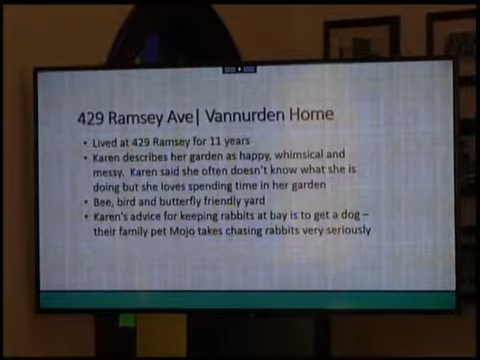 429 Ramsey Ave| Vannurden Home
• Lived at 429 Ramsey for 11 years
• Karen describes her garden as happy, whimsical and
messy. Karen said she often doesn't know what she is
doing but she loves spending time in her garden
• Bee, bird and butterfly friendly yard
• Karen's advice for keeping rabbits at bay is to get a dog –
their family pet Mojo takes chasing rabbits very seriously